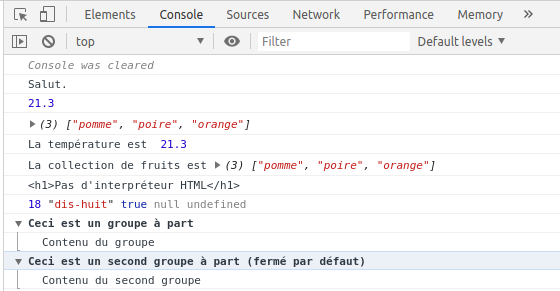 Elements Console Sources Network Performance Memory »
top ▼ Filter Default levels ▼
Console was cleared
Salut.
21.3
▶ (3) ["pomme", "poire", "orange"]
La température est 21.3
La collection de fruits est ▶ (3) ["pomme", "poire", "orange"]
<h1>Pas d'interpréteur HTML</h1>
18 "dis-huit" true null undefined
▼ Ceci est un groupe à part
Contenu du groupe
▼ Ceci est un second groupe à part (fermé par défaut)
Contenu du second groupe